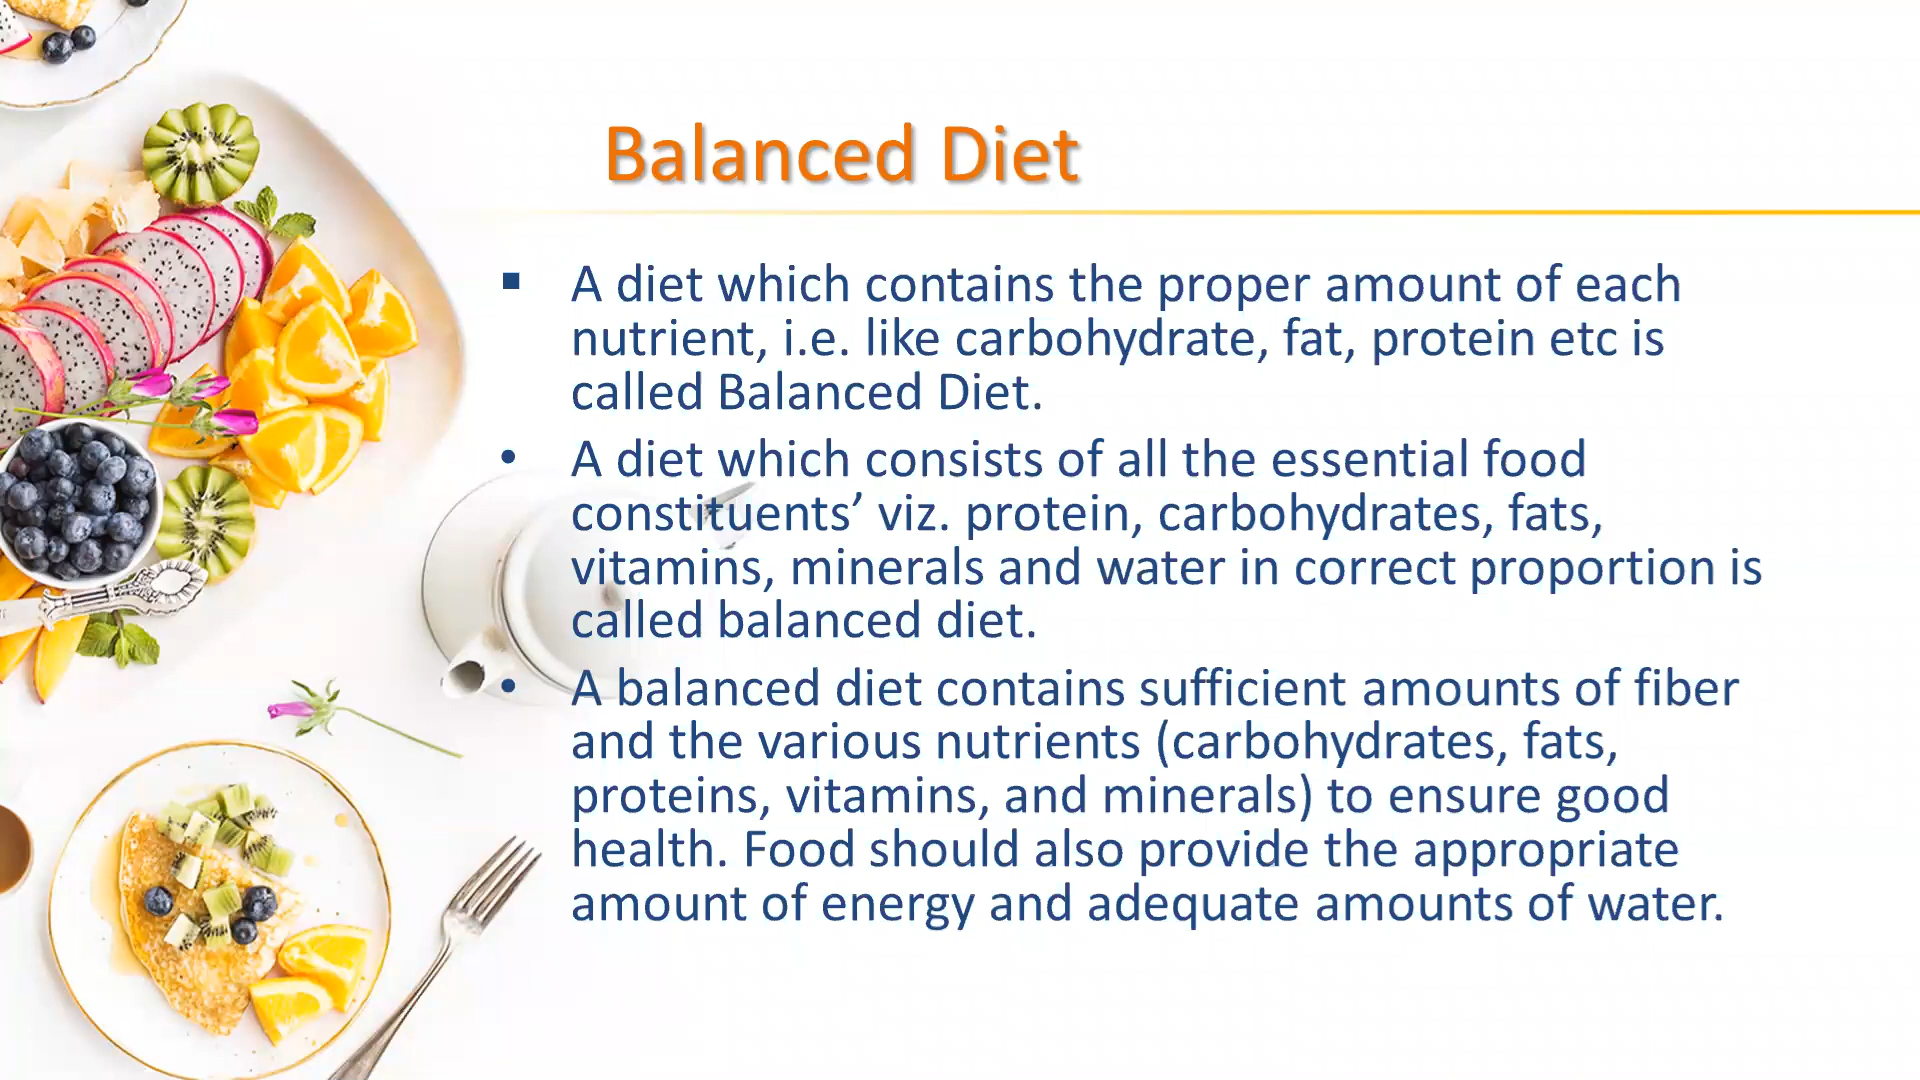 Balanced Diet
▪ A diet which contains the proper amount of each
nutrient, i.e. like carbohydrate, fat, protein etc is
called Balanced Diet.
• A diet which consists of all the essential food
constituents’ viz. protein, carbohydrates, fats,
vitamins, minerals and water in correct proportion is
called balanced diet.
• A balanced diet contains sufficient amounts of fiber
and the various nutrients (carbohydrates, fats,
proteins, vitamins, and minerals) to ensure good
health. Food should also provide the appropriate
amount of energy and adequate amounts of water.